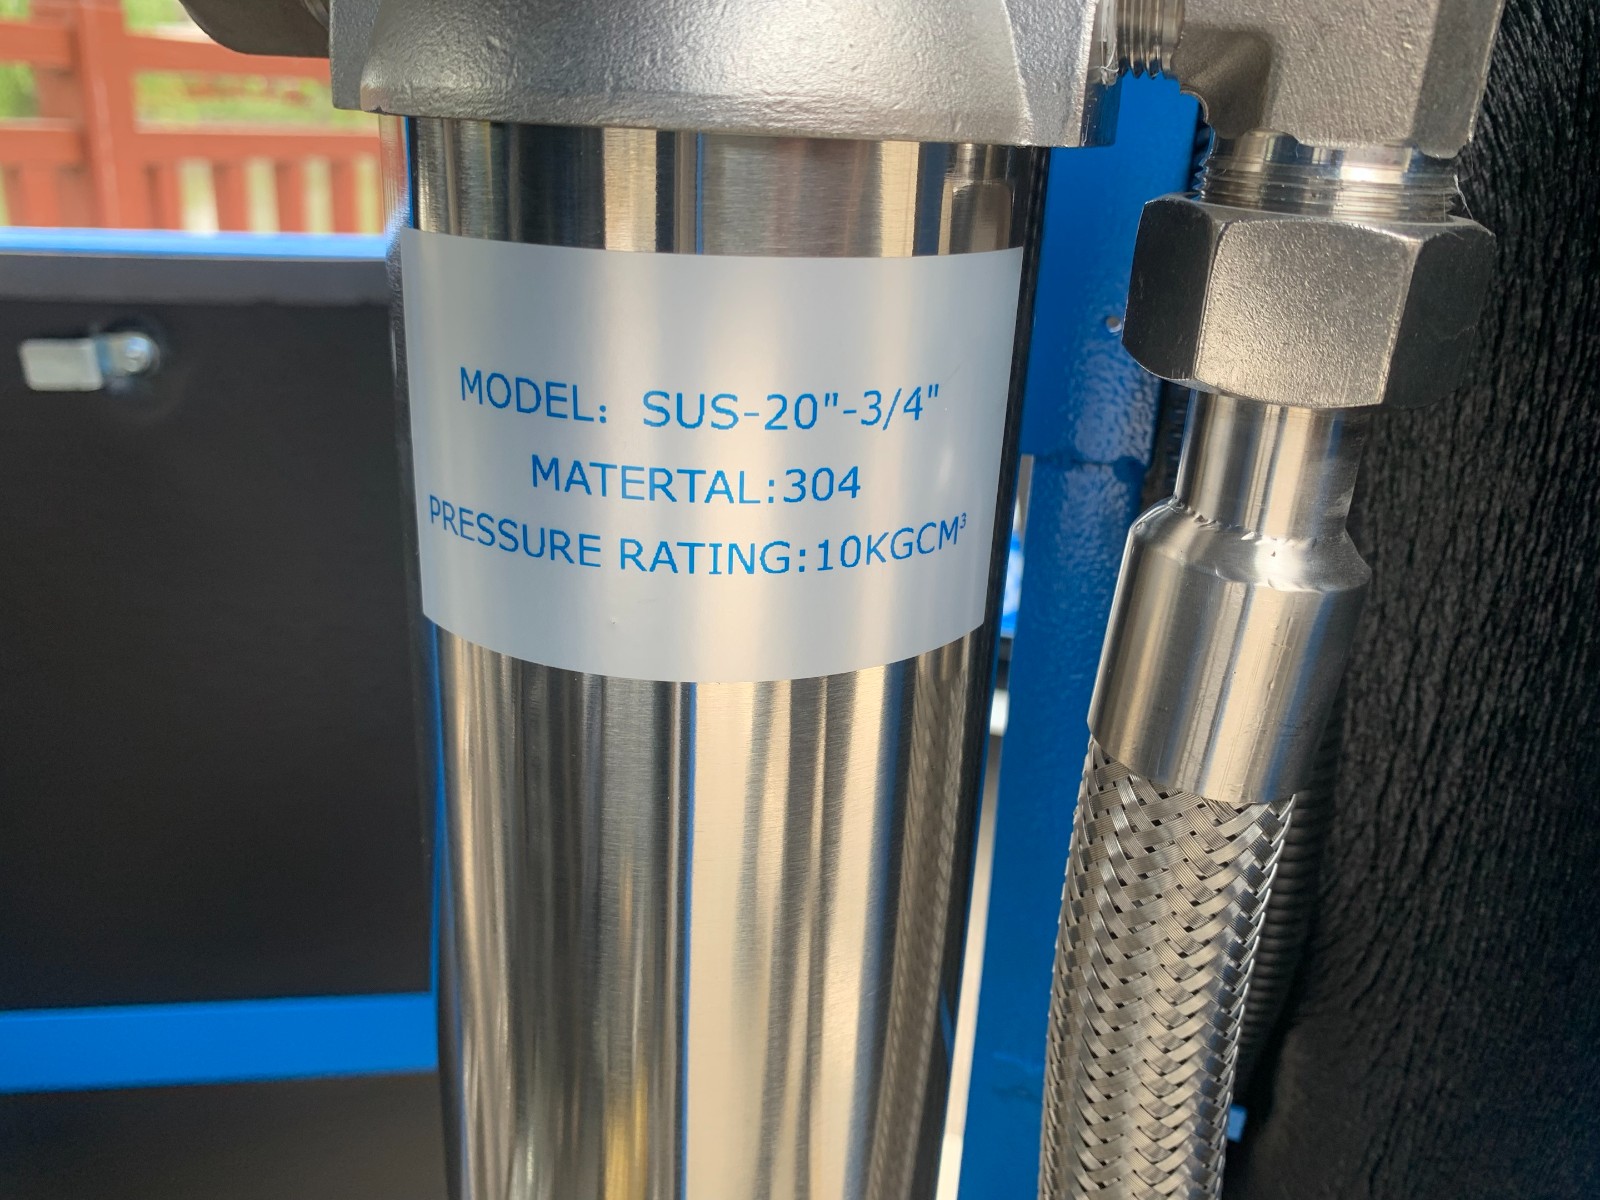 MODEL: SUS-20"-3/4"
MATERTAL:304
PRESSURE RATING:10KGCM³